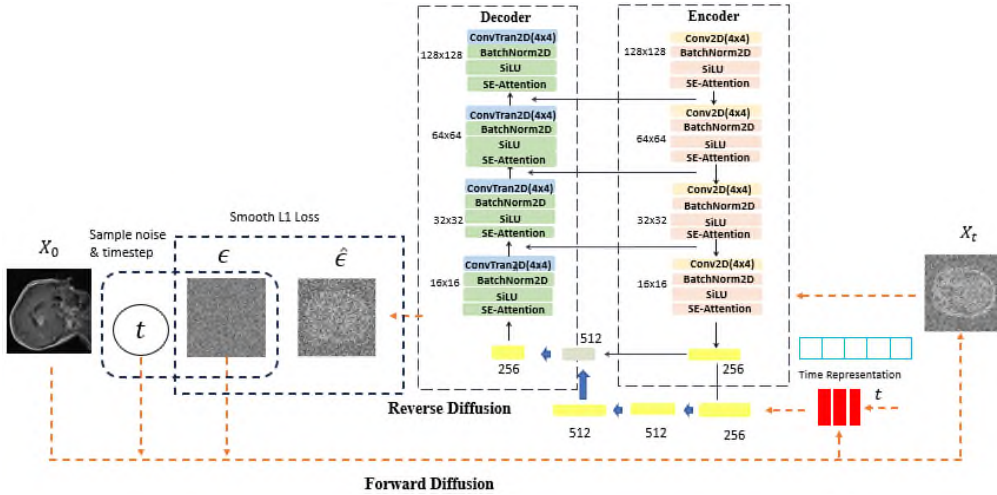 Decoder
ConvTran2D(4x4)
128x128
BatchNorm2D
SiLU
SE-Attention
ConvTran2D(4x4)
BatchNorm2D
64x64
SiLU
SE-Attention
ConvTran2D(4x4)
BatchNorm2D
32x32
SiLU
SE-Attention
ConvTran2D(4x4)
BatchNorm2D
16x16
SiLU
SE-Attention
256
Encoder
Conv2D(4x4)
128x128
BatchNorm2D
SiLU
SE-Attention
Conv2D(4x4)
BatchNorm2D
64x64
SiLU
SE-Attention
Conv2D(4x4)
BatchNorm2D
32x32
SiLU
SE-Attention
Conv2D(4x4)
BatchNorm2D
16x16
SiLU
SE-Attention
512
256
Smooth L1 Loss
Sample noise
& timestep
X₀
t
ϵ
ϵ̂
Xₜ
Time Representation
t
Reverse Diffusion
512
512
256
Forward Diffusion